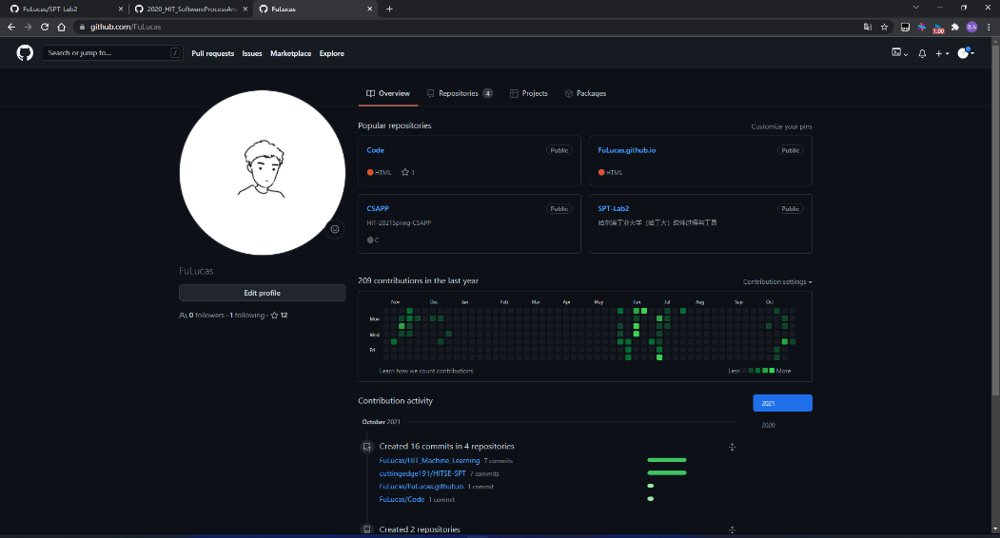 FuLucas/SPT-Lab2
2020_HIT_SoftwareProcessAn
FuLucas
github.com/FuLucas
1.00
Search or jump to...
/
Pull requests Issues Marketplace Explore
Overview
Repositories 4
Projects
Packages
Popular repositories
Customize your pins
Code
Public
HTML
1
FuLucas.github.io
Public
HTML
CSAPP
Public
HIT-2021Spring-CSAPP
C
SPT-Lab2
Public
哈尔滨工业大学（哈工大）软件过程与工具
FuLucas
Edit profile
0 followers · 1 following · 12
209 contributions in the last year
Contribution settings
Nov Dec Jan Feb Mar Apr May Jun Jul Aug Sep Oct
Mon
Wed
Fri
Learn how we count contributions
Less More
Contribution activity
2021
2020
October 2021
Created 16 commits in 4 repositories
FuLucas/HIT_Machine_Learning 7 commits
cuttingedge191/HITSE-SPT 7 commits
FuLucas/FuLucas.github.io 1 commit
FuLucas/Code 1 commit
Created 2 repositories